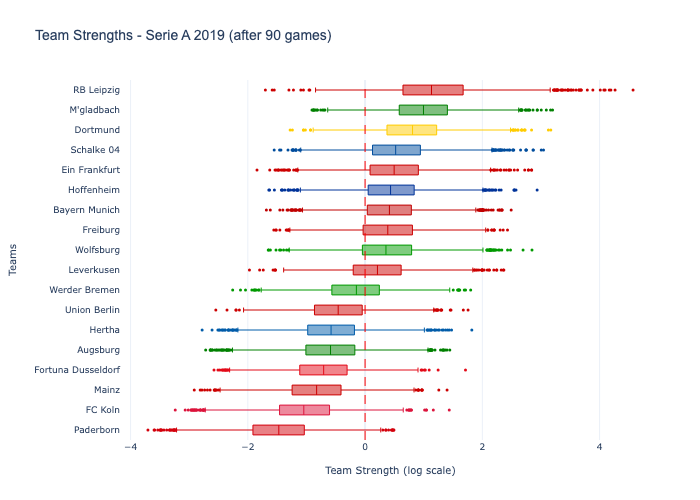 Team Strengths - Serie A 2019 (after 90 games)
RB Leipzig
M'gladbach
Dortmund
Schalke 04
Ein Frankfurt
Hoffenheim
Bayern Munich
Freiburg
Wolfsburg
Leverkusen
Werder Bremen
Union Berlin
Hertha
Augsburg
Fortuna Dusseldorf
Mainz
FC Koln
Paderborn
Teams
−4 −2 0 2 4
Team Strength (log scale)